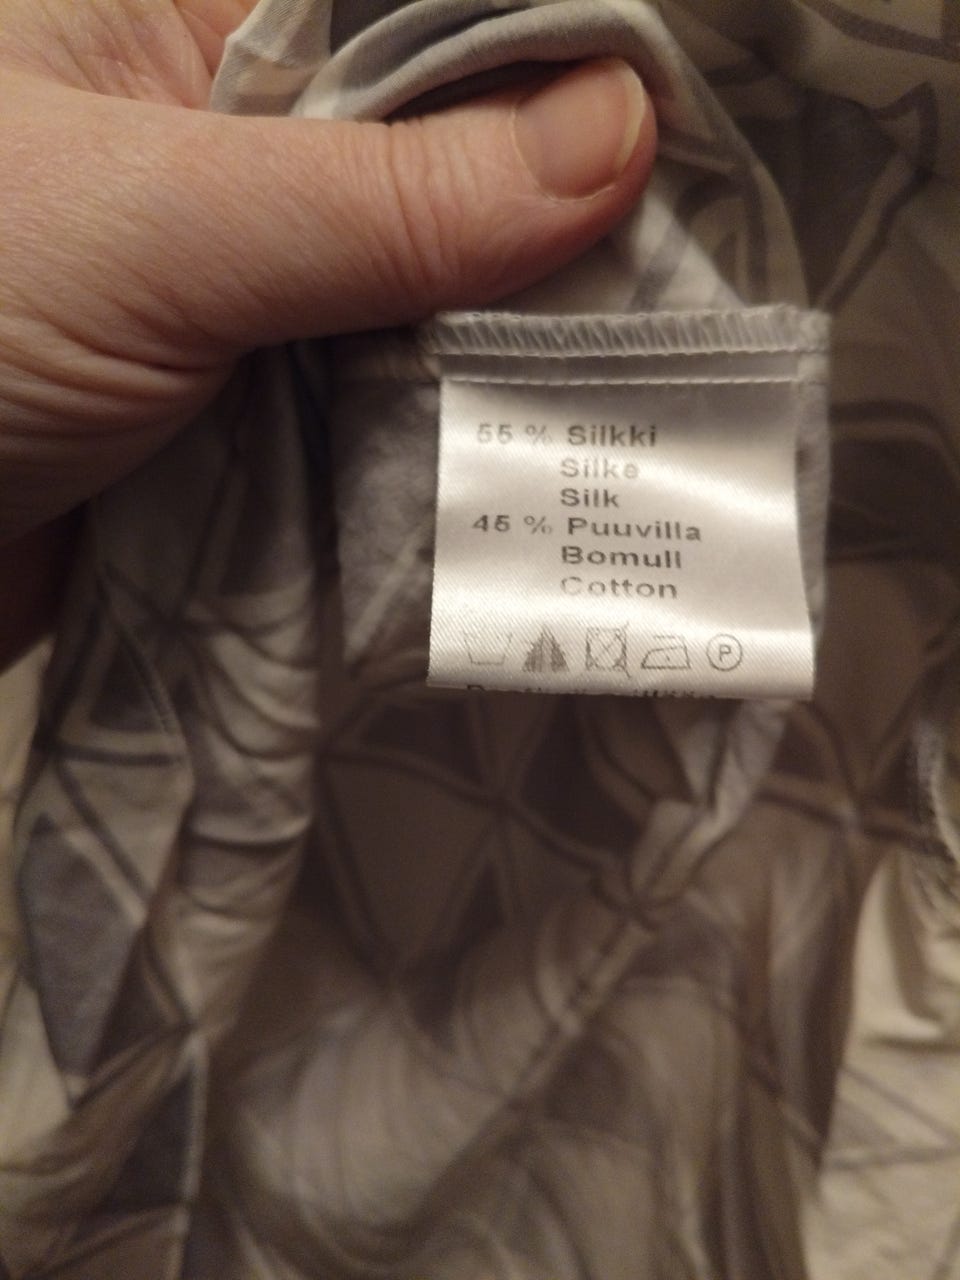 55 % Silkki
Silke
Silk
45 % Puuvilla
Bomull
Cotton
P